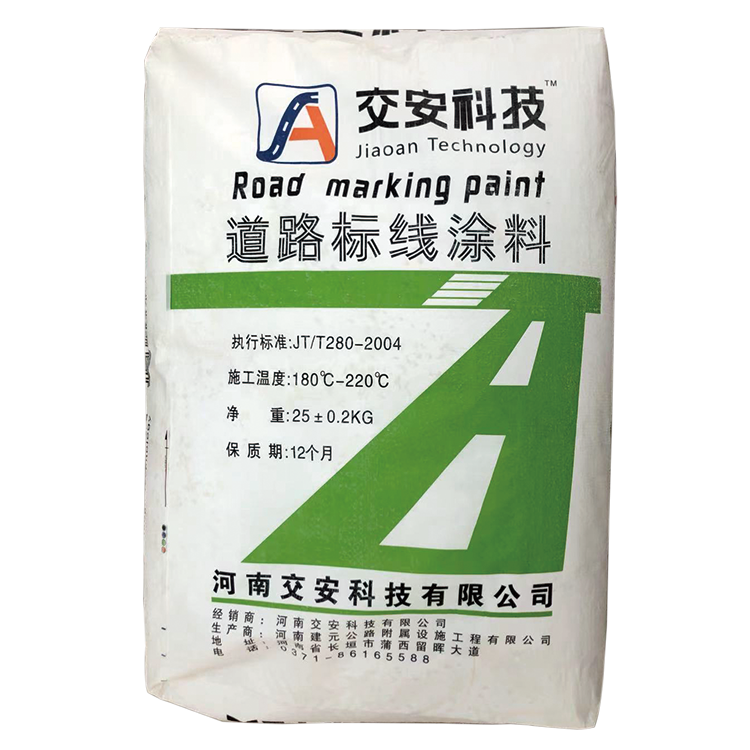 交安科技™
Jiaoan Technology
Road marking paint
道路标线涂料
执行标准:JT/T280-2004
施工温度:180℃-220℃
净 重:25±0.2KG
保 质 期:12个月
河南交安科技有限公司
经销商:河南交安科技有限公司
生产商:河南建元公路附属设施工程有限公司
地址:河南省长垣市蒲西留晖大道
电话:0371-86165588